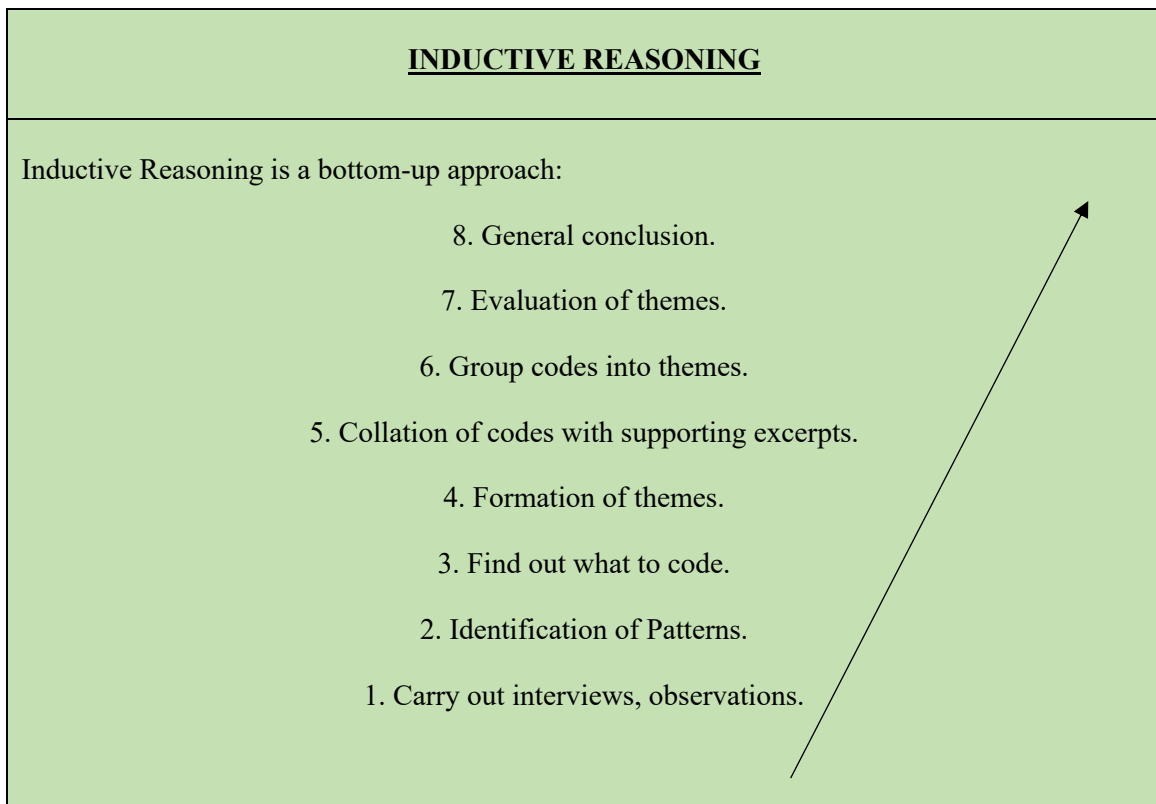 INDUCTIVE REASONING
Inductive Reasoning is a bottom-up approach:
8. General conclusion.
7. Evaluation of themes.
6. Group codes into themes.
5. Collation of codes with supporting excerpts.
4. Formation of themes.
3. Find out what to code.
2. Identification of Patterns.
1. Carry out interviews, observations.